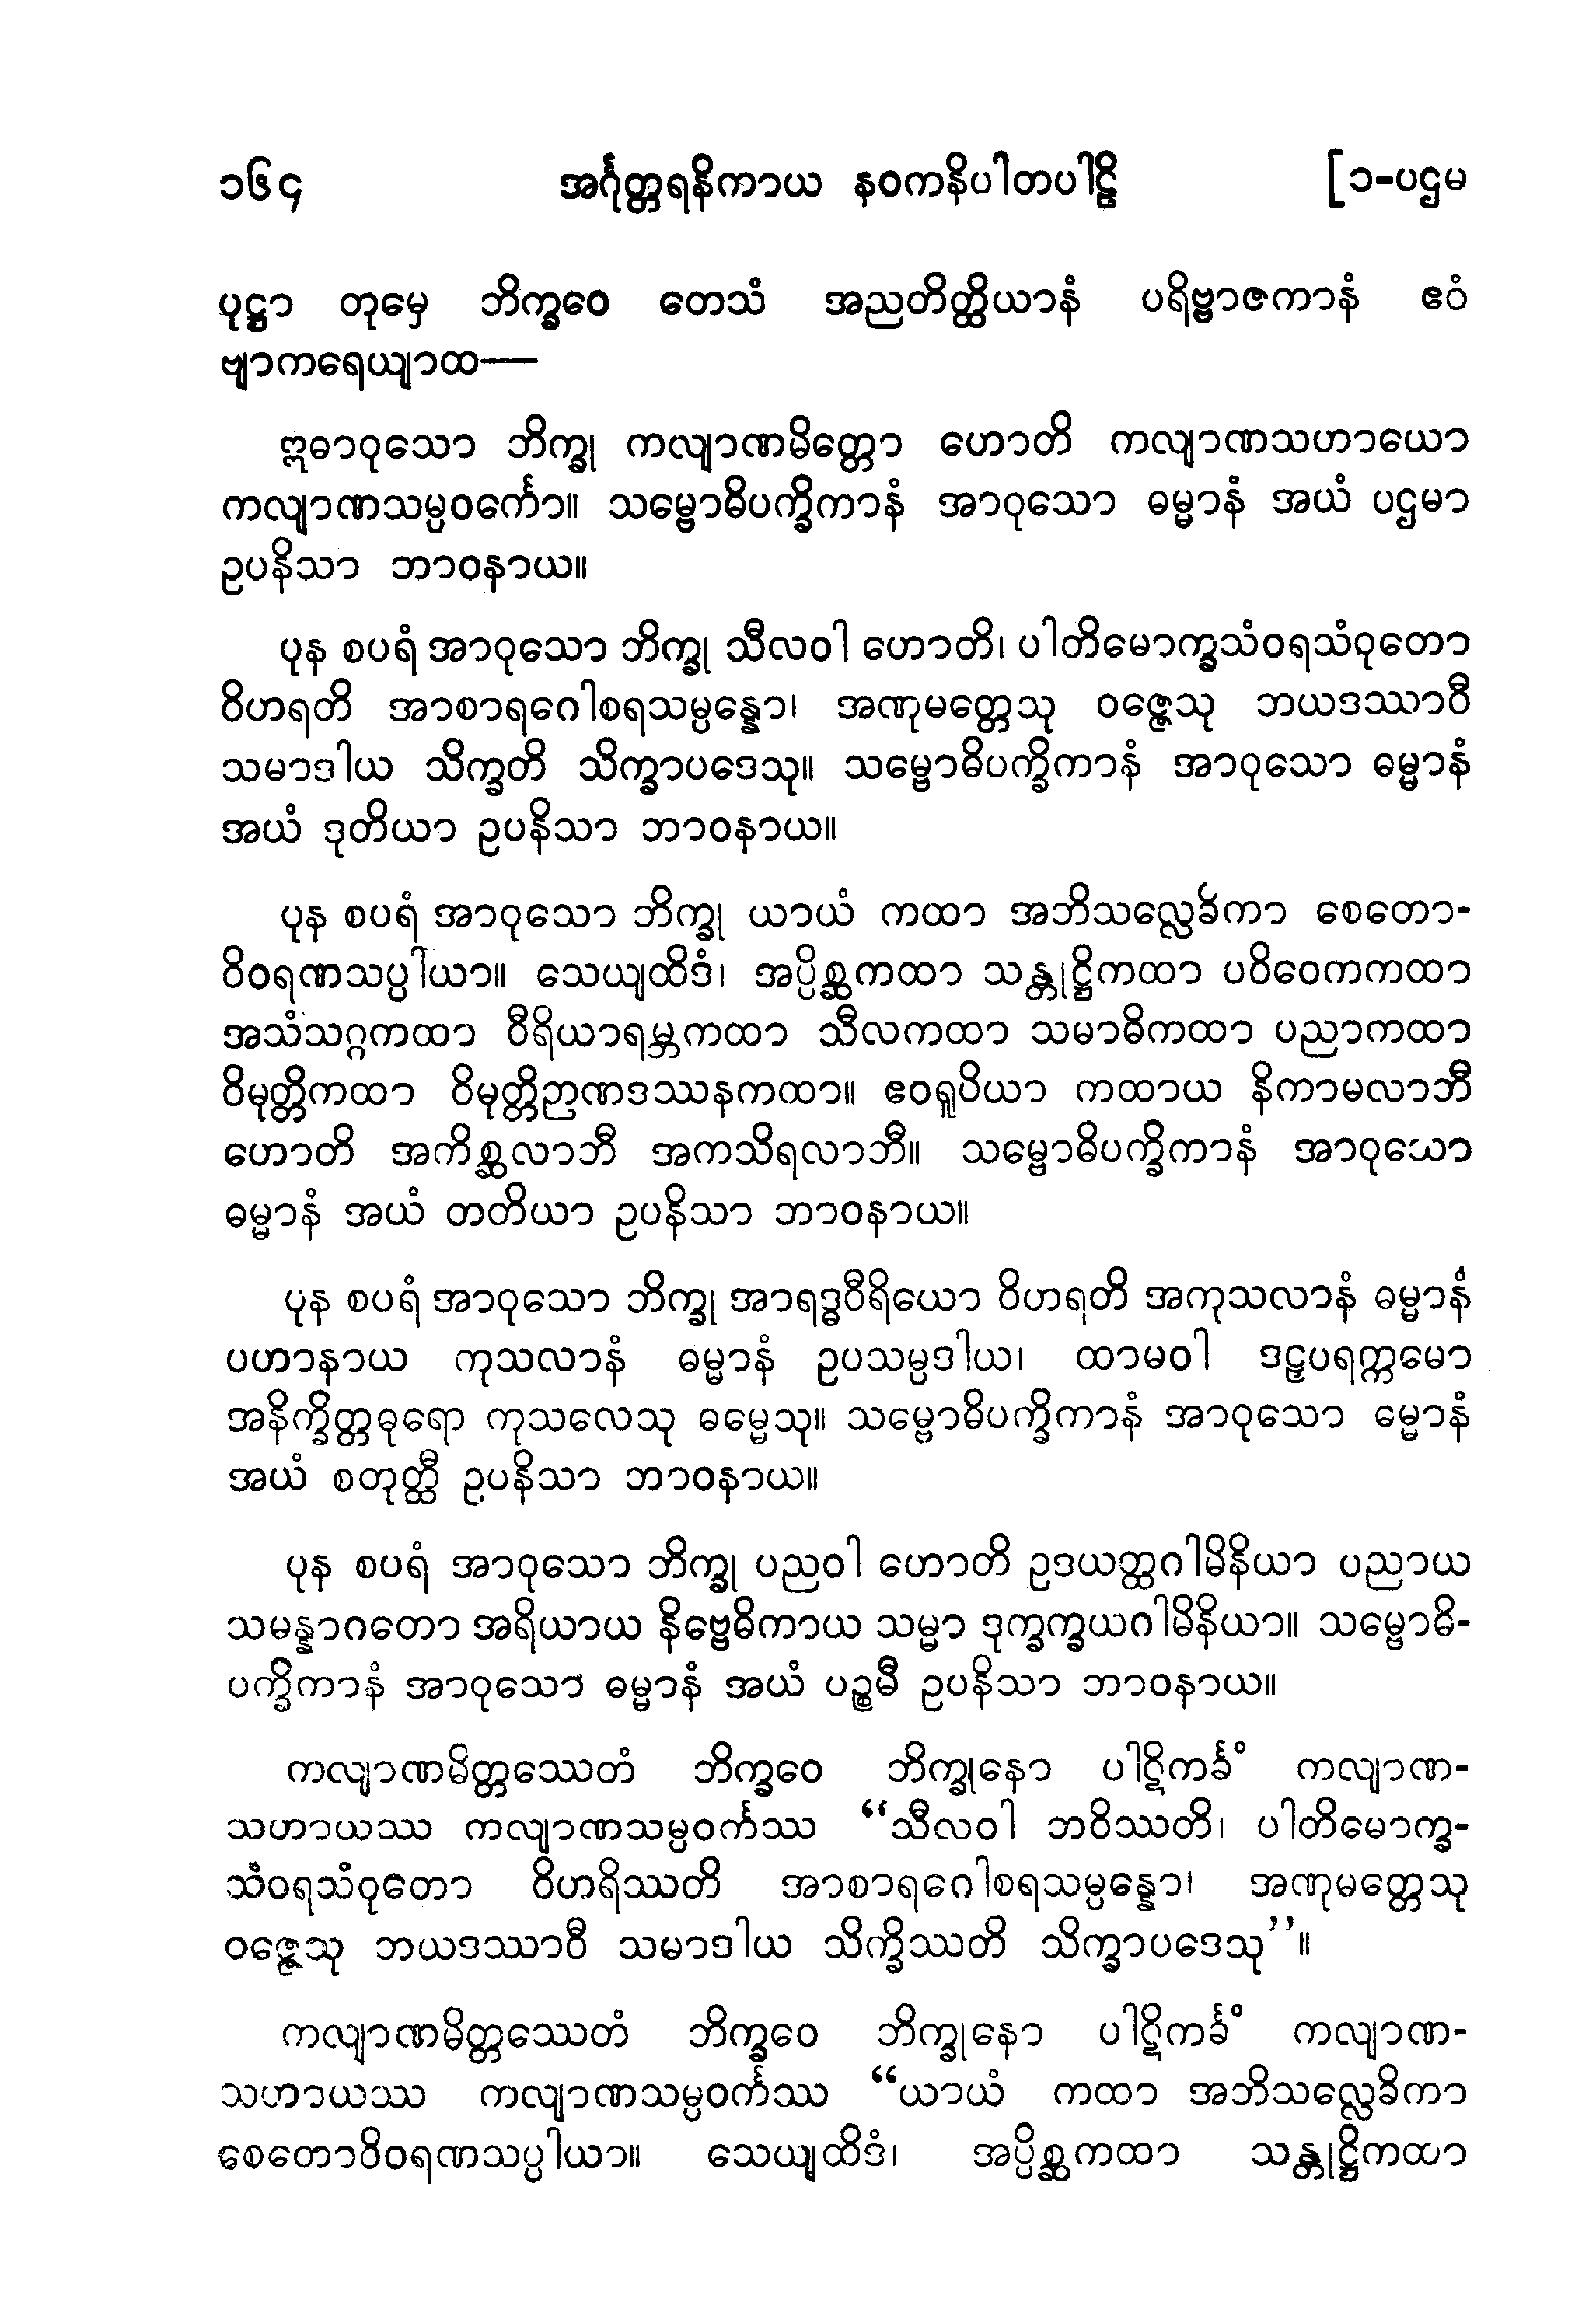 ၁၆၄ အင်္ဂုတ္တရနိကာယ နဝကနိပါတပါဠိ [၁-ပဌမ
ပုဋ္ဌာ တုမှေ ဘိက္ခဝေ တေသံ အညတိတ္ထိယာနံ ပရိဗ္ဗာဇကာနံ ဧဝံ
ဗျာကရေယျာထ—
ဣဓာဝုသော ဘိက္ခု ကလျာဏမိတ္တော ဟောတိ ကလျာဏသဟာယော
ကလျာဏသမ္ပဝင်္ကော။ သမ္ဗောဓိပက္ခိကာနံ အာဝုသော ဓမ္မာနံ အယံ ပဌမာ
ဥပနိသာ ဘာဝနာယ။
ပုန စပရံ အာဝုသော ဘိက္ခု သီလဝါ ဟောတိ၊ ပါတိမောက္ခသံဝရသံဝုတော
ဝိဟရတိ အာစာရဂေါစရသမ္ပန္နော၊ အဏုမတ္တေသု ဝဇ္ဇေသု ဘယဒဿာဝီ
သမာဒါယ သိက္ခတိ သိက္ခာပဒေသု။ သမ္ဗောဓိပက္ခိကာနံ အာဝုသော ဓမ္မာနံ
အယံ ဒုတိယာ ဥပနိသာ ဘာဝနာယ။
ပုန စပရံ အာဝုသော ဘိက္ခု ယာယံ ကထာ အဘိသလ္လေခိကာ စေတော-
ဝိဝရဏသပ္ပါယာ။ သေယျထိဒံ၊ အပ္ပိစ္ဆကထာ သန္တုဋ္ဌိကထာ ပဝိဝေကကထာ
အသံသဂ္ဂကထာ ဝီရိယာရမ္ဘကထာ သီလကထာ သမာဓိကထာ ပညာကထာ
ဝိမုတ္တိကထာ ဝိမုတ္တိဉာဏဒဿနကထာ။ ဧဝရူပိယာ ကထာယ နိကာမလာဘီ
ဟောတိ အကိစ္ဆလာဘီ အကသိရလာဘီ။ သမ္ဗောဓိပက္ခိကာနံ အာဝုသော
ဓမ္မာနံ အယံ တတိယာ ဥပနိသာ ဘာဝနာယ။
ပုန စပရံ အာဝုသော ဘိက္ခု အာရဒ္ဓဝီရိယော ဝိဟရတိ အကုသလာနံ ဓမ္မာနံ
ပဟာနာယ ကုသလာနံ ဓမ္မာနံ ဥပသမ္ပဒါယ၊ ထာမဝါ ဒဠှပရက္ကမော
အနိက္ခိတ္တဓုရော ကုသလေသု ဓမ္မေသု။ သမ္ဗောဓိပက္ခိကာနံ အာဝုသော ဓမ္မာနံ
အယံ စတုတ္ထီ ဥပနိသာ ဘာဝနာယ။
ပုန စပရံ အာဝုသော ဘိက္ခု ပညဝါ ဟောတိ ဥဒယတ္ထဂါမိနိယာ ပညာယ
သမန္နာဂတော အရိယာယ နိဗ္ဗေဓိကာယ သမ္မာ ဒုက္ခက္ခယဂါမိနိယာ။ သမ္ဗောဓိ-
ပက္ခိကာနံ အာဝုသော ဓမ္မာနံ အယံ ပဉ္စမီ ဥပနိသာ ဘာဝနာယ။
ကလျာဏမိတ္တဿေတံ ဘိက္ခဝေ ဘိက္ခုနော ပါဋိကင်္ခံ ကလျာဏ-
သဟာယဿ ကလျာဏသမ္ပဝင်္ကဿ “သီလဝါ ဘဝိဿတိ၊ ပါတိမောက္ခ-
သံဝရသံဝုတော ဝိဟရိဿတိ အာစာရဂေါစရသမ္ပန္နော၊ အဏုမတ္တေသု
ဝဇ္ဇေသု ဘယဒဿာဝီ သမာဒါယ သိက္ခိဿတိ သိက္ခာပဒေသု”။
ကလျာဏမိတ္တဿေတံ ဘိက္ခဝေ ဘိက္ခုနော ပါဋိကင်္ခံ ကလျာဏ-
သဟာယဿ ကလျာဏသမ္ပဝင်္ကဿ “ယာယံ ကထာ အဘိသလ္လေခိကာ
စေတောဝိဝရဏသပ္ပါယာ။ သေယျထိဒံ၊ အပ္ပိစ္ဆကထာ သန္တုဋ္ဌိကထာ